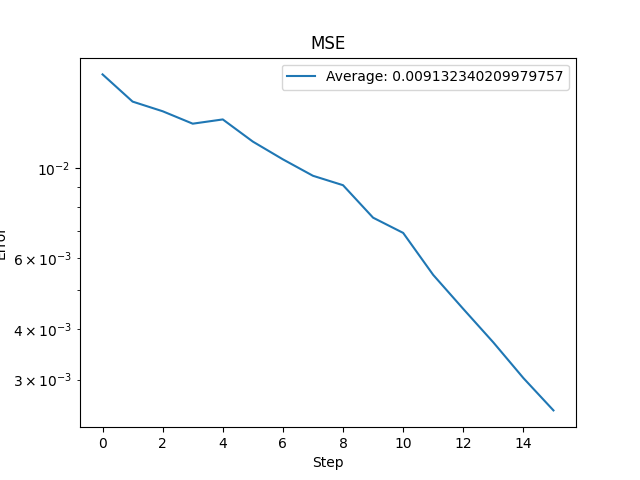 MSE
Average: 0.009132340209979757
10⁻²
6 × 10⁻³
4 × 10⁻³
3 × 10⁻³
Error
0 2 4 6 8 10 12 14
Step